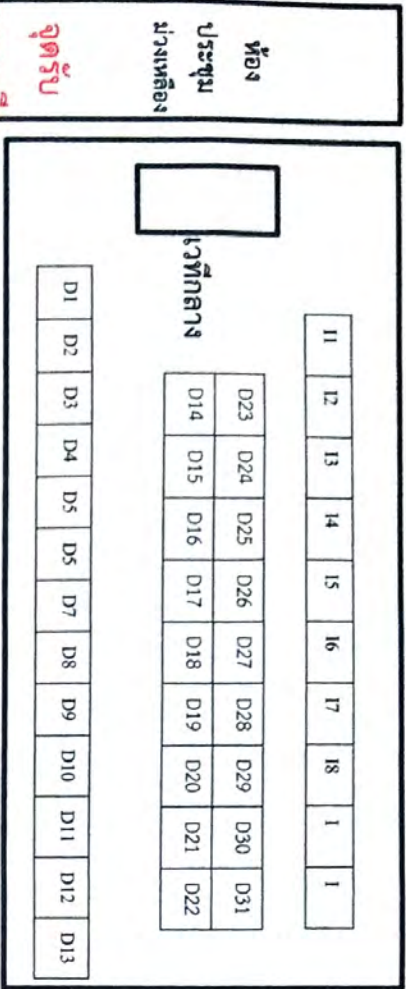 ห้อง
ประชุม
ม่วงเหลือง
จุดรับ
เวทีกลาง
I1 I2 I3 I4 I5 I6 I7 I8 I I
D23 D24 D25 D26 D27 D28 D29 D30 D31
D14 D15 D16 D17 D18 D19 D20 D21 D22
D1 D2 D3 D4 D5 D5 D7 D8 D9 D10 D11 D12 D13